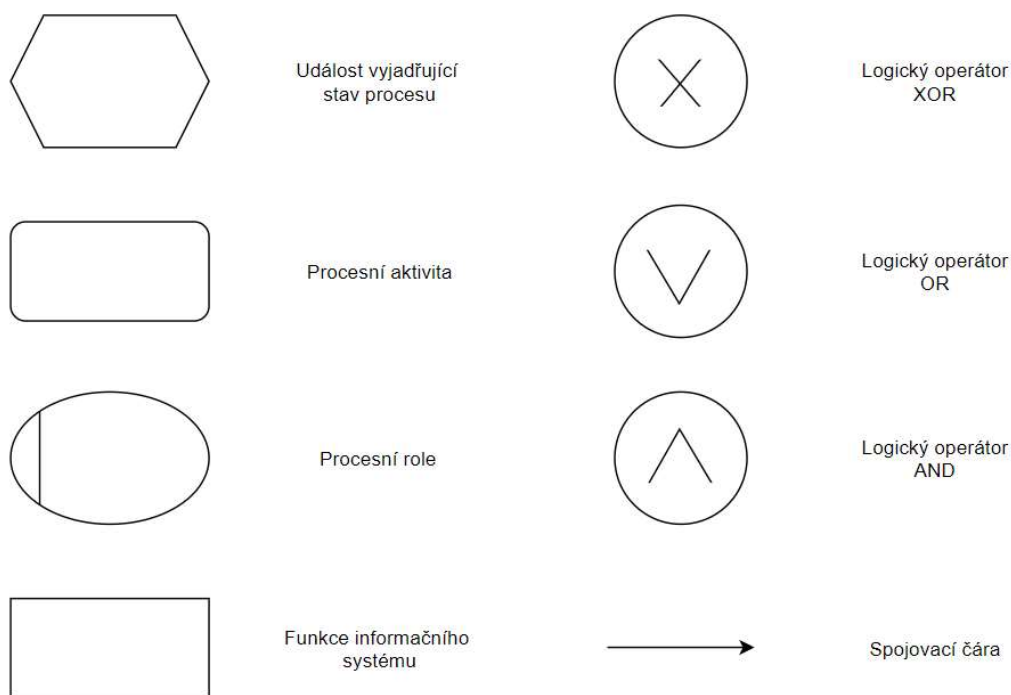 Událost vyjadřující
stav procesu
Logický operátor
XOR
Procesní aktivita
Logický operátor
OR
Procesní role
Logický operátor
AND
Funkce informačního
systému
Spojovací čára